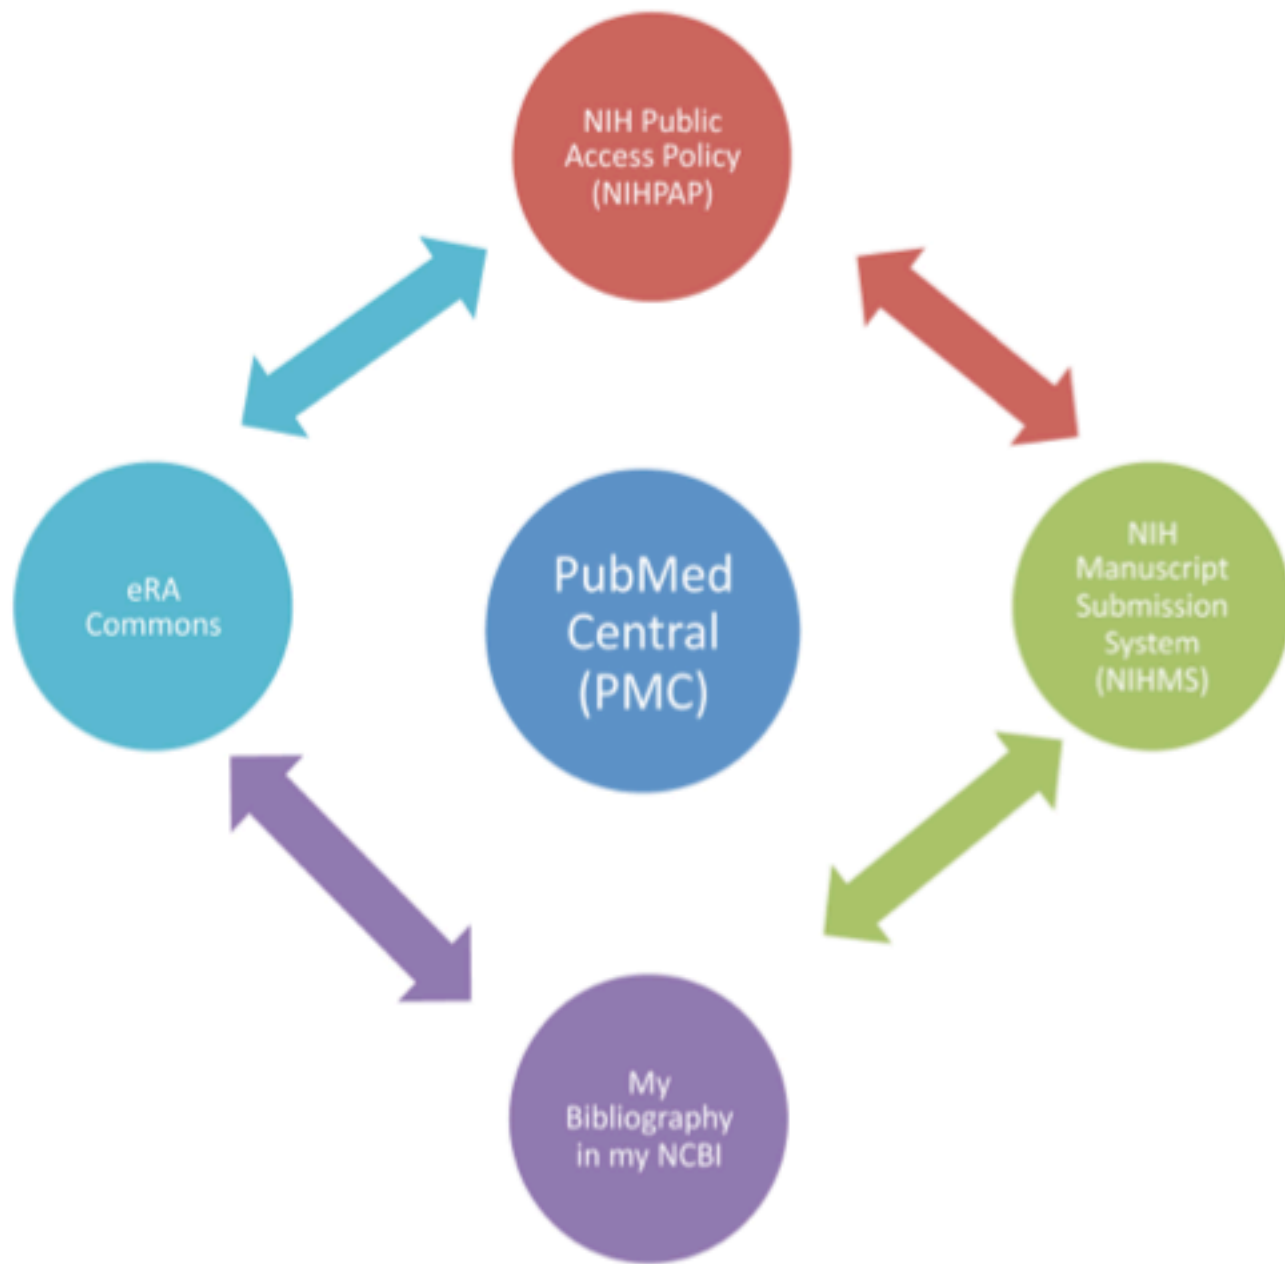 NIH Public
Access Policy
(NIHPAP)
eRA
Commons
PubMed
Central
(PMC)
NIH
Manuscript
Submission
System
(NIHMS)
My
Bibliography
in my NCBI